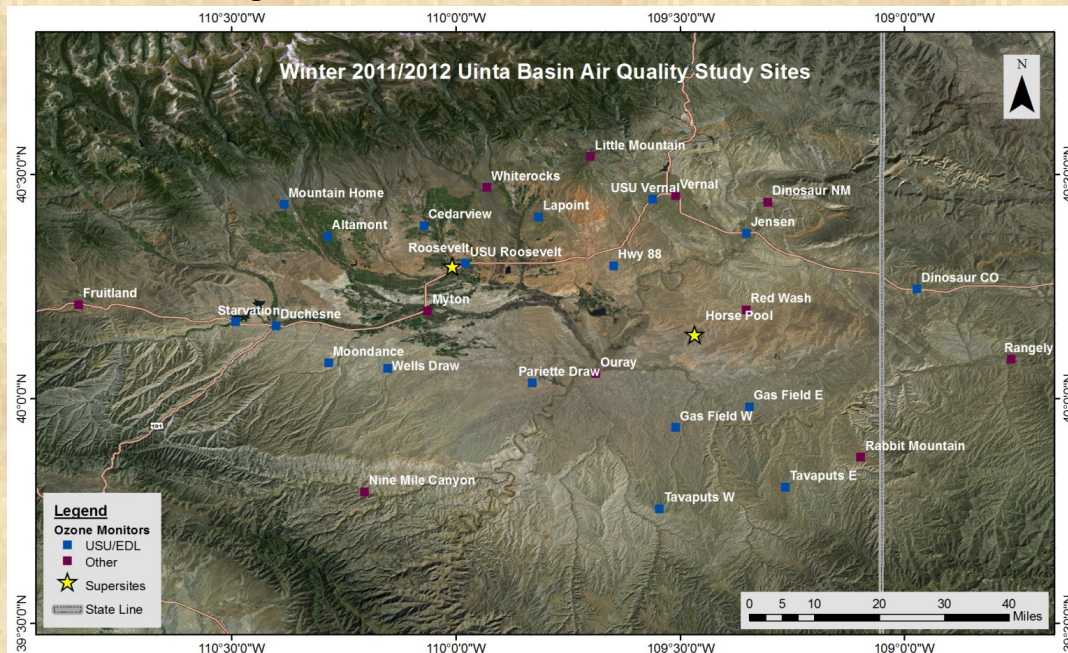 110°30'0"W 110°0'0"W 109°30'0"W 109°0'0"W
Winter 2011/2012 Uinta Basin Air Quality Study Sites
N
Little Mountain
40°30'0"N
Whiterocks
USU Vernal Vernal
Dinosaur NM
Mountain Home
Lapoint
Cedarview
Altamont
Jensen
Roosevelt USU Roosevelt
Hwy 88
Dinosaur CO
Fruitland
Myton
Red Wash
Starvation Duchesne
Horse Pool
Moondance
Wells Draw
Pariette Draw
Ouray
Rangely
40°0'0"N
40°0'0"N
Gas Field E
Gas Field W
191
Rabbit Mountain
Nine Mile Canyon
Tavaputs E
Tavaputs W
Legend
Ozone Monitors
USU/EDL
Other
Supersites
State Line
0 5 10 20 30 40
Miles
39°30'0"N
110°30'0"W 110°0'0"W 109°30'0"W 109°0'0"W